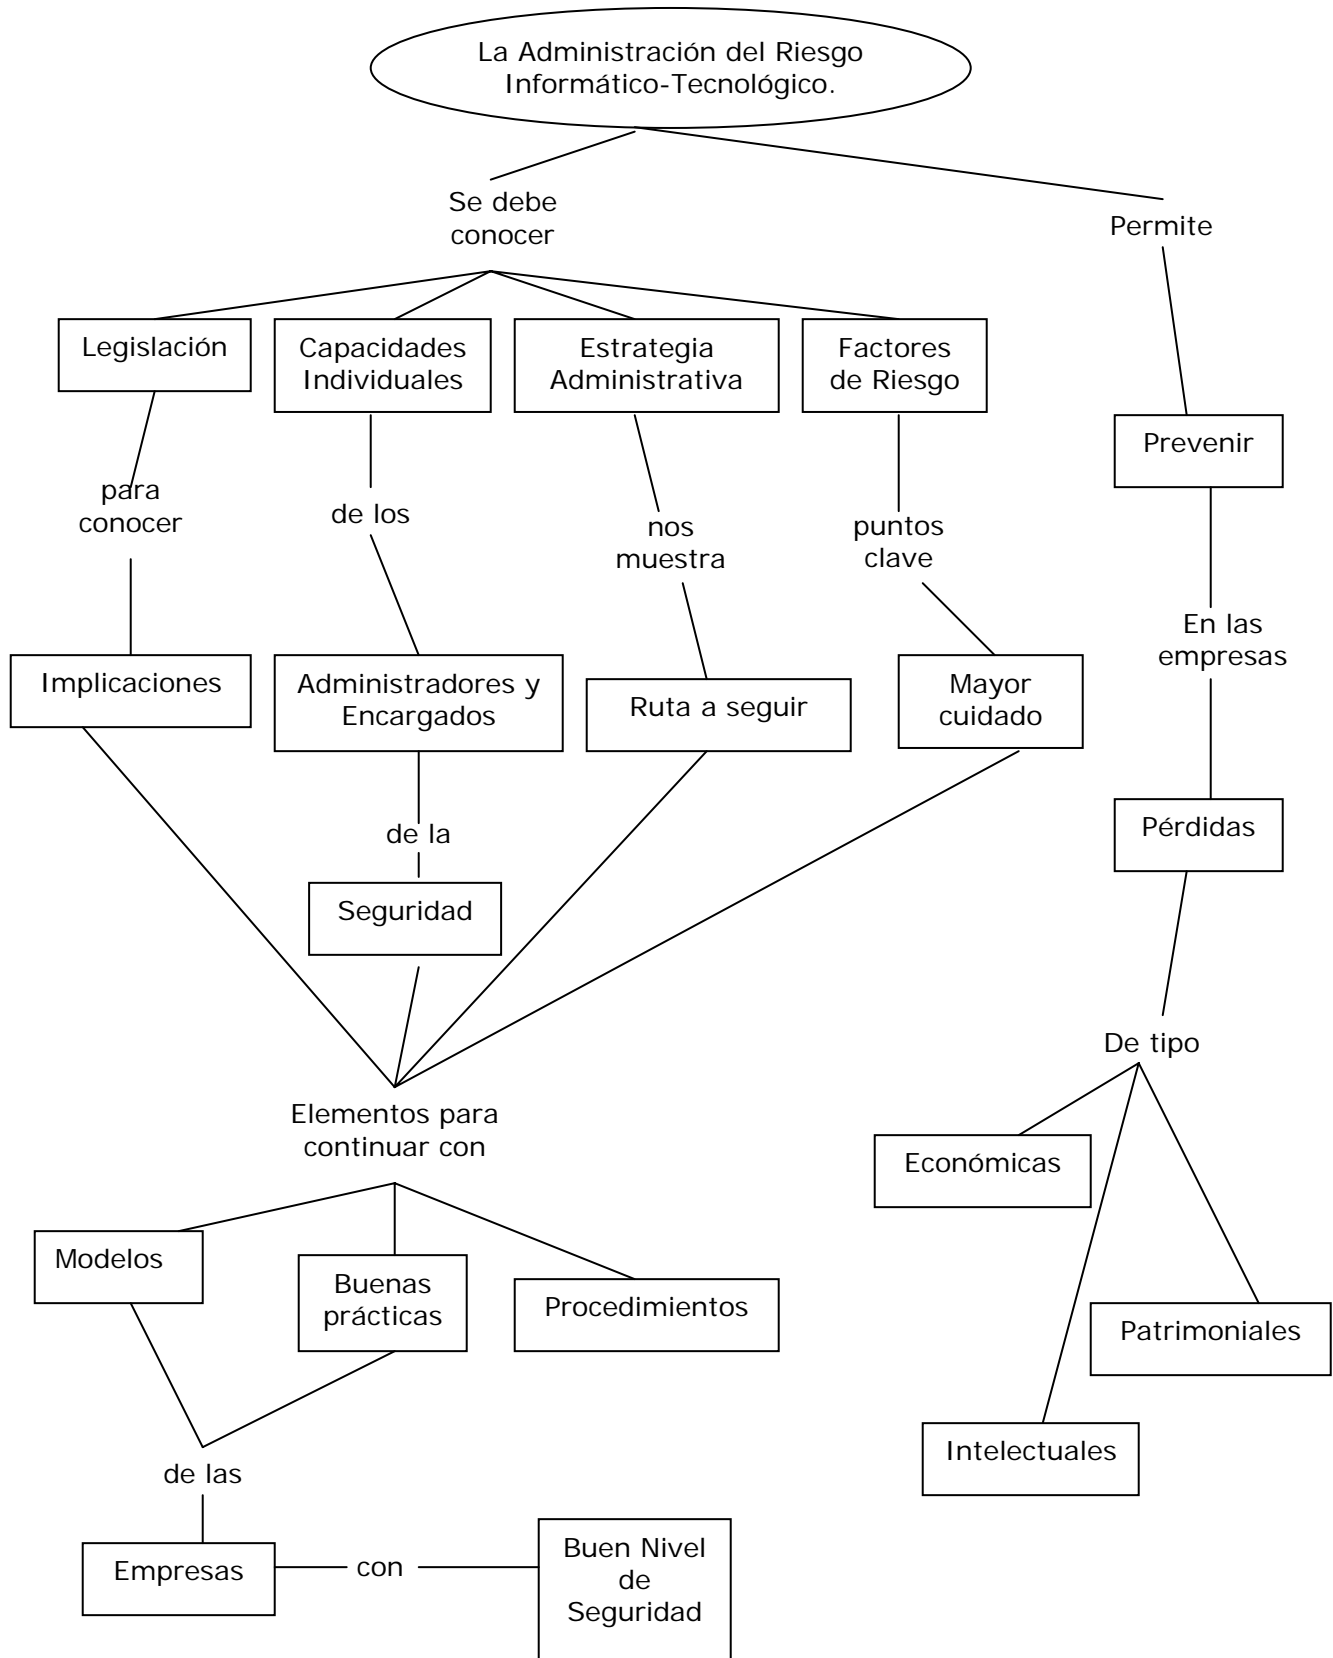 La Administración del Riesgo
Informático-Tecnológico.
Se debe
conocer
Permite
Legislación
Capacidades
Individuales
Estrategia
Administrativa
Factores
de Riesgo
Prevenir
para
conocer
de los
nos
muestra
puntos
clave
En las
empresas
Implicaciones
Administradores y
Encargados
Ruta a seguir
Mayor
cuidado
Pérdidas
de la
Seguridad
De tipo
Elementos para
continuar con
Económicas
Modelos
Buenas
prácticas
Procedimientos
Patrimoniales
Intelectuales
de las
Empresas
con
Buen Nivel
de
Seguridad